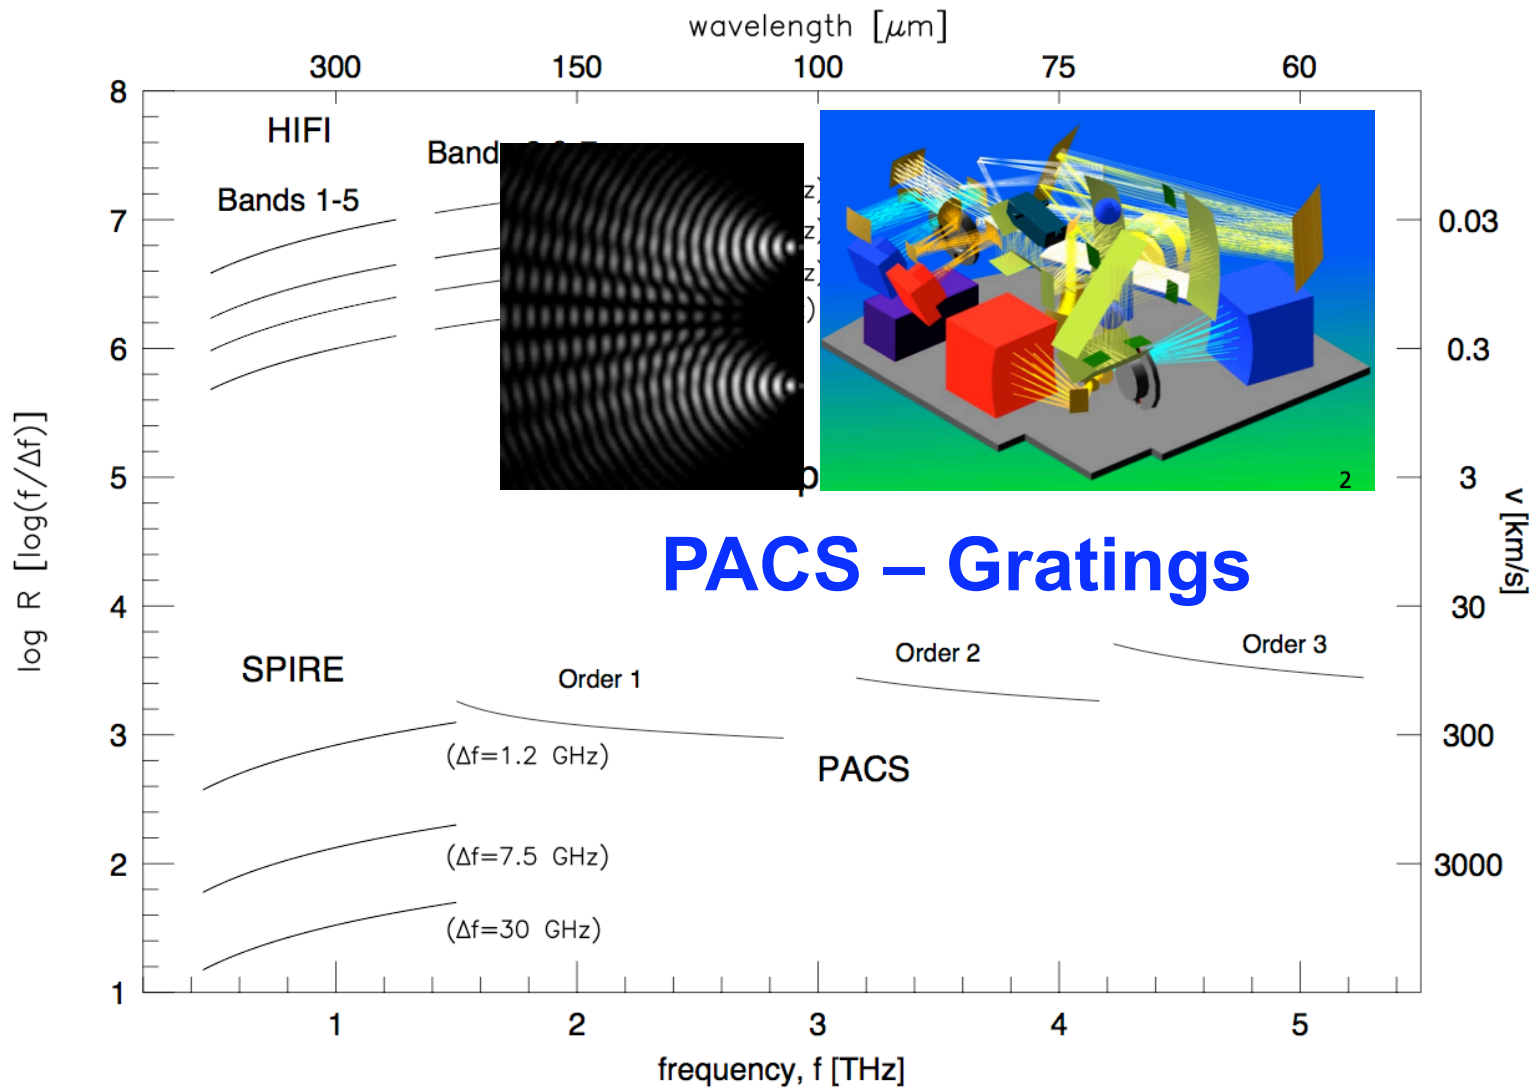 wavelength [μm]
300 150 100 75 60
8
HIFI
Bands 1-5
7
0.03
6
0.3
5
3
2
PACS – Gratings
4
30
Order 1
Order 2
Order 3
SPIRE
3
300
(Δf=1.2 GHz)
PACS
(Δf=7.5 GHz)
2
3000
(Δf=30 GHz)
1
1 2 3 4 5
frequency, f [THz]
log R [log(f/Δf)]
v [km/s]